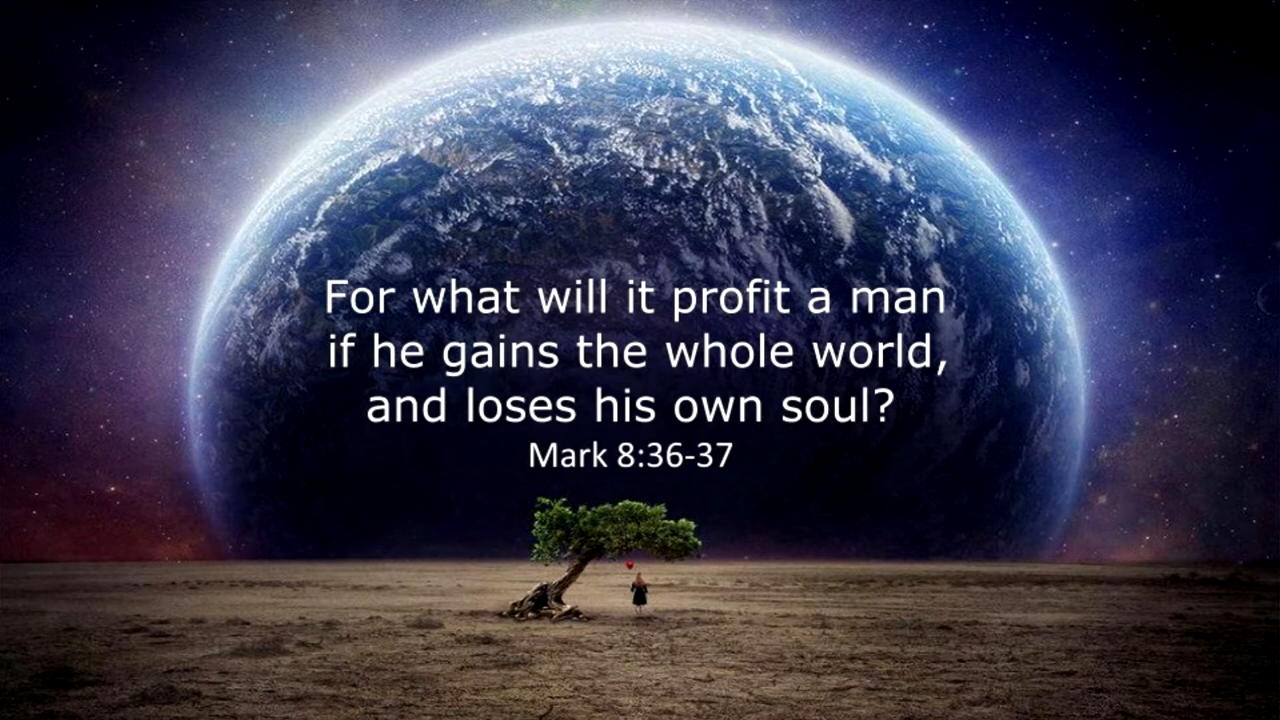 For what will it profit a man
if he gains the whole world,
and loses his own soul?
Mark 8:36-37